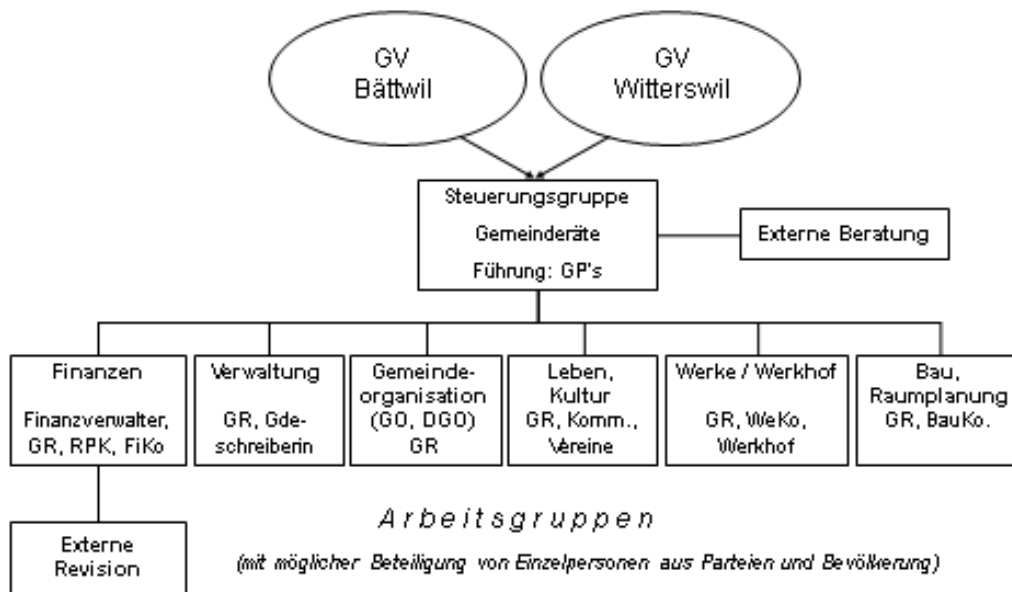 GV
Bättwil
GV
Witterswil
Steuerungsgruppe
Gemeinderäte
Führung: GP's
Externe Beratung
Finanzen
Finanzverwalter,
GR, RPK, FiKo
Verwaltung
GR, Gde-
schreiberin
Gemeinde-
organisation
(GO, DGO)
GR
Leben,
Kultur
GR, Komm.,
Vereine
Werke / Werkhof
GR, WeKo,
Werkhof
Bau,
Raumplanung
GR, BauKo.
Externe
Revision
Arbeitsgruppen
(mit möglicher Beteiligung von Einzelpersonen aus Parteien und Bevölkerung)